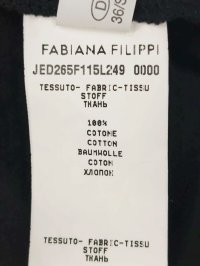 FABIANA FILIPPI
JED265F115L249 0000
TESSUTO- FABRIC-TISSU
STOFF
ТКАНЬ
100%
COTONE
COTTON
BAUMWOLLE
COTON
ХЛОПОК
TESSUTO- FABRIC-TISSU
STOFF
ТКАНЬ